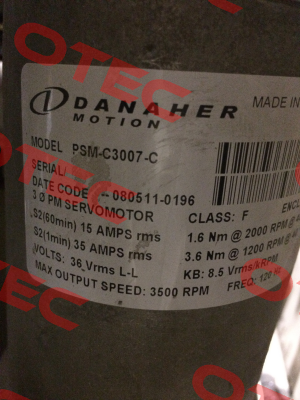 DANAHER
MOTION
MADE IN
MODEL PSM-C3007-C
SERIAL/
DATE CODE - 080511-0196
3 Ø PM SERVOMOTOR
S2(60min) 15 AMPS rms
S2(1min) 35 AMPS rms
VOLTS: 36 Vrms L-L
MAX OUTPUT SPEED: 3500 RPM
CLASS: F
1.6 Nm @ 2000 RPM @
3.6 Nm @ 1200 RPM @
KB: 8.5 Vrms/kRPM
FREQ: 120
OTEC